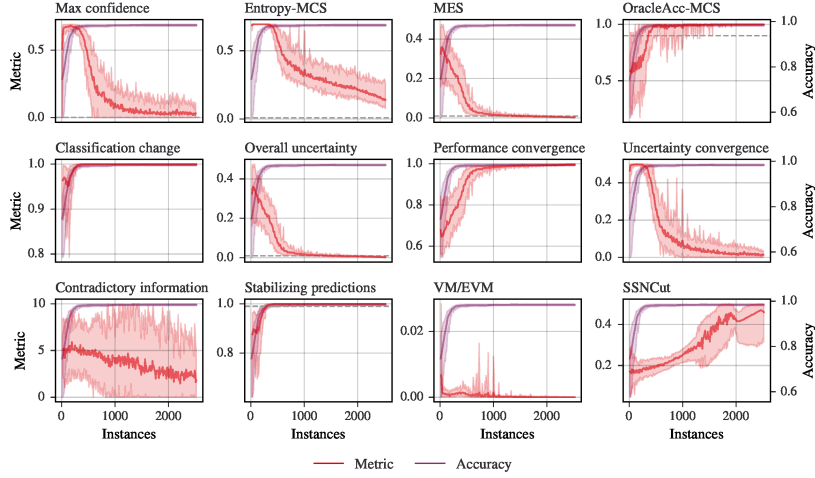 Max confidence
Entropy-MCS
MES
OracleAcc-MCS
Metric
0.5
0.0
0.5
0.0
0.4
0.2
0.0
1.0
0.5
1.0
0.8
0.6
Accuracy
Classification change
Overall uncertainty
Performance convergence
Uncertainty convergence
Metric
1.0
0.9
0.8
0.4
0.2
0.0
1.0
0.8
0.6
0.4
0.2
0.0
1.0
0.8
0.6
Accuracy
Contradictory information
Stabilizing predictions
VM/EVM
SSNCut
Metric
10
5
0
1.0
0.8
0.02
0.00
0.4
0.2
1.0
0.8
0.6
Accuracy
0 1000 2000
0 1000 2000
0 1000 2000
0 1000 2000
Instances
Instances
Instances
Instances
Metric Accuracy